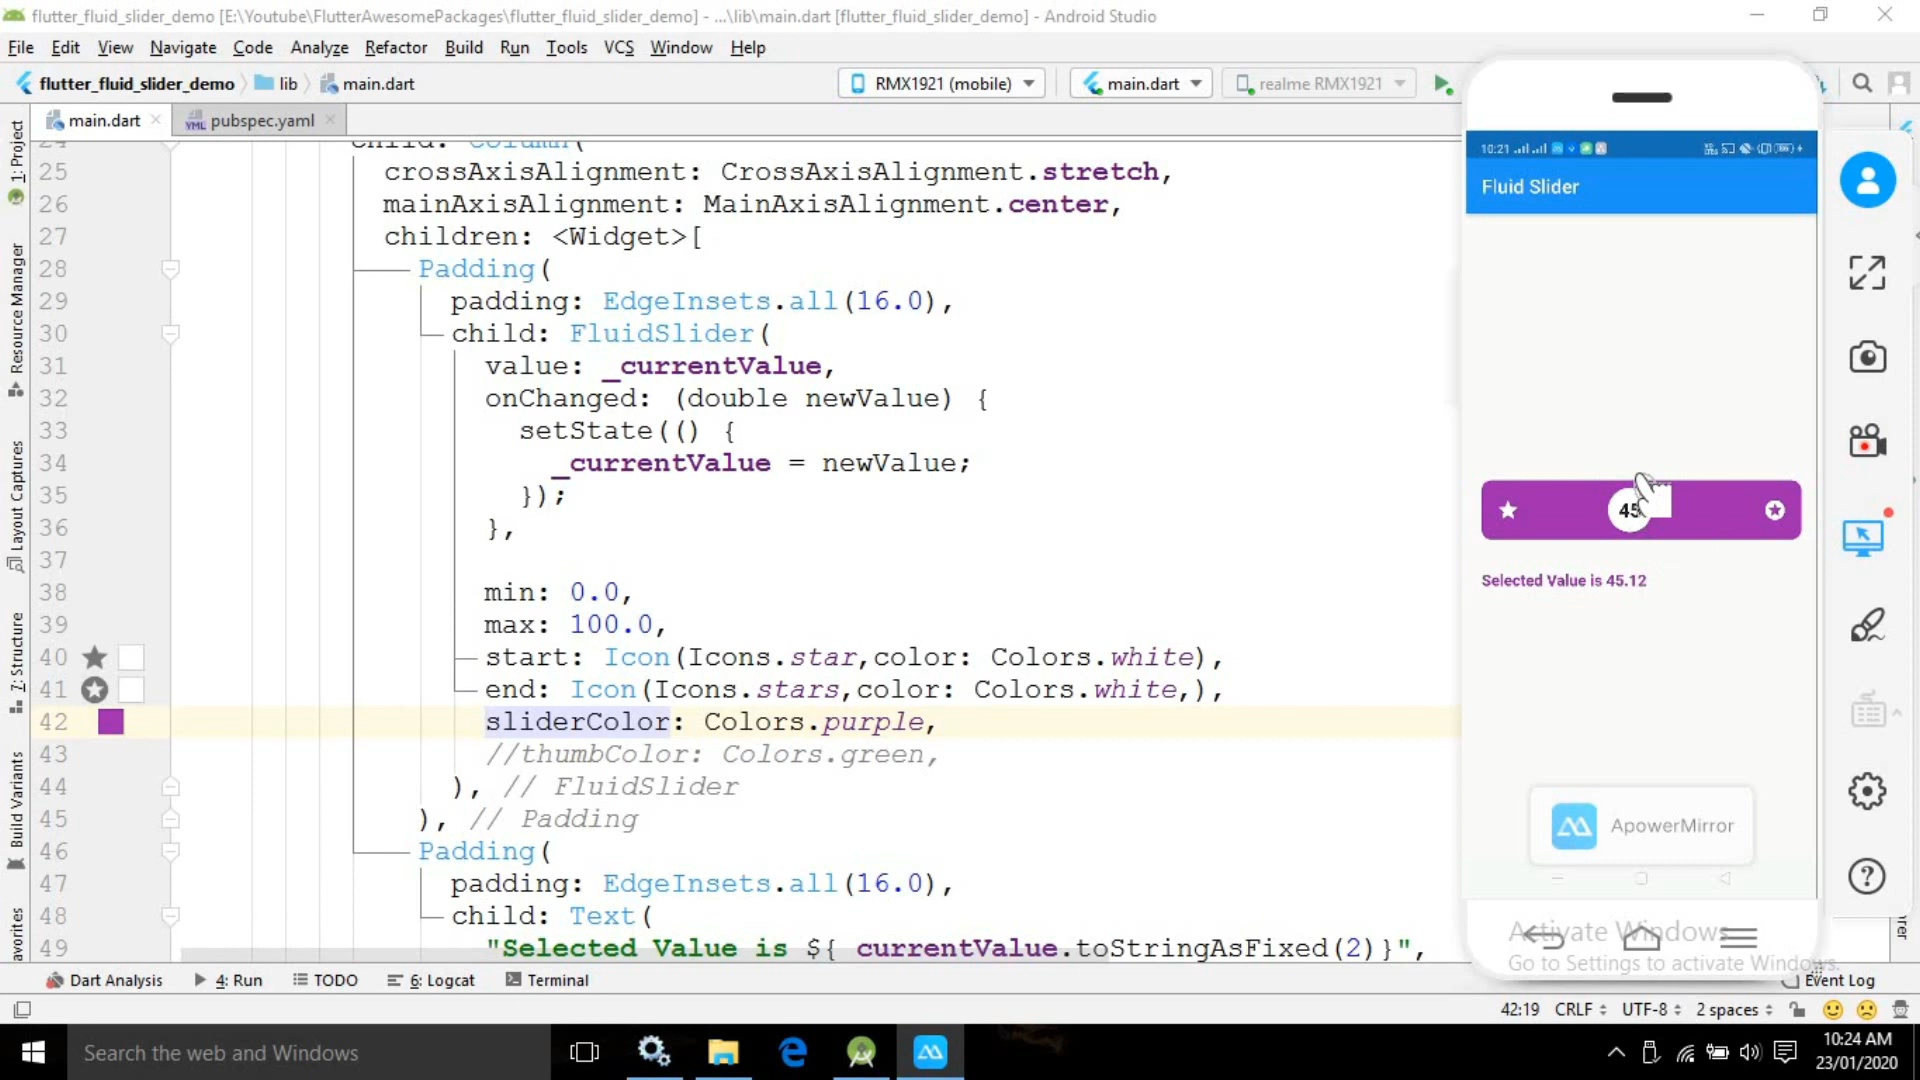 flutter_fluid_slider_demo [E:\Youtube\FlutterAwesomePackages\flutter_fluid_slider_demo] - ...\lib\main.dart [flutter_fluid_slider_demo] - Android Studio
File Edit View Navigate Code Analyze Refactor Build Run Tools VCS Window Help
flutter_fluid_slider_demo lib main.dart
RMX1921 (mobile) main.dart realme RMX1921
main.dart pubspec.yaml
1: Project
Resource Manager
Layout Captures
Z: Structure
Build Variants
24 child: Column(
25 crossAxisAlignment: CrossAxisAlignment.stretch,
26 mainAxisAlignment: MainAxisAlignment.center,
27 children: <Widget>[
28 Padding(
29 padding: EdgeInsets.all(16.0),
30 child: FluidSlider(
31 value: _currentValue,
32 onChanged: (double newValue) {
33 setState(() {
34 _currentValue = newValue;
35 });
36 },
37
38 min: 0.0,
39 max: 100.0,
40 start: Icon(Icons.star,color: Colors.white),
41 end: Icon(Icons.stars,color: Colors.white,),
42 sliderColor: Colors.purple,
43 //thumbColor: Colors.green,
44 ), // FluidSlider
45 ), // Padding
46 Padding(
47 padding: EdgeInsets.all(16.0),
48 child: Text(
49 "Selected Value is ${ currentValue.toStringAsFixed(2)}",
10:21
Fluid Slider
45
Selected Value is 45.12
ApowerMirror
Activate Windows
Go to Settings to activate Windows.
Dart Analysis 4: Run TODO 6: Logcat Terminal Event Log
42:19 CRLF UTF-8 2 spaces
Search the web and Windows
10:24 AM
23/01/2020